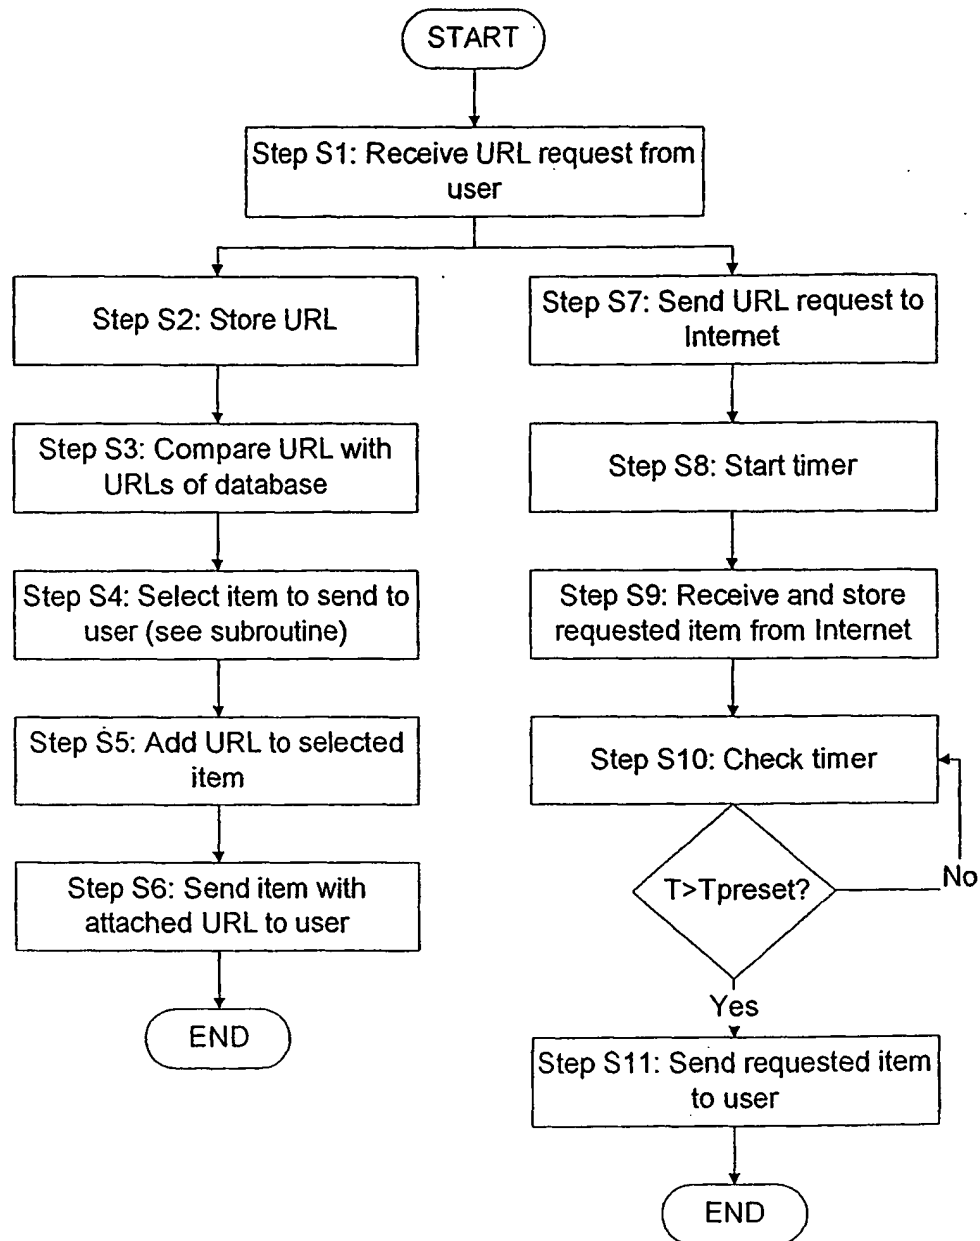 START
Step S1: Receive URL request from
user
Step S2: Store URL
Step S3: Compare URL with
URLs of database
Step S4: Select item to send to
user (see subroutine)
Step S5: Add URL to selected
item
Step S6: Send item with
attached URL to user
END
Step S7: Send URL request to
Internet
Step S8: Start timer
Step S9: Receive and store
requested item from Internet
Step S10: Check timer
T>Tpreset?
No
Yes
Step S11: Send requested item
to user
END